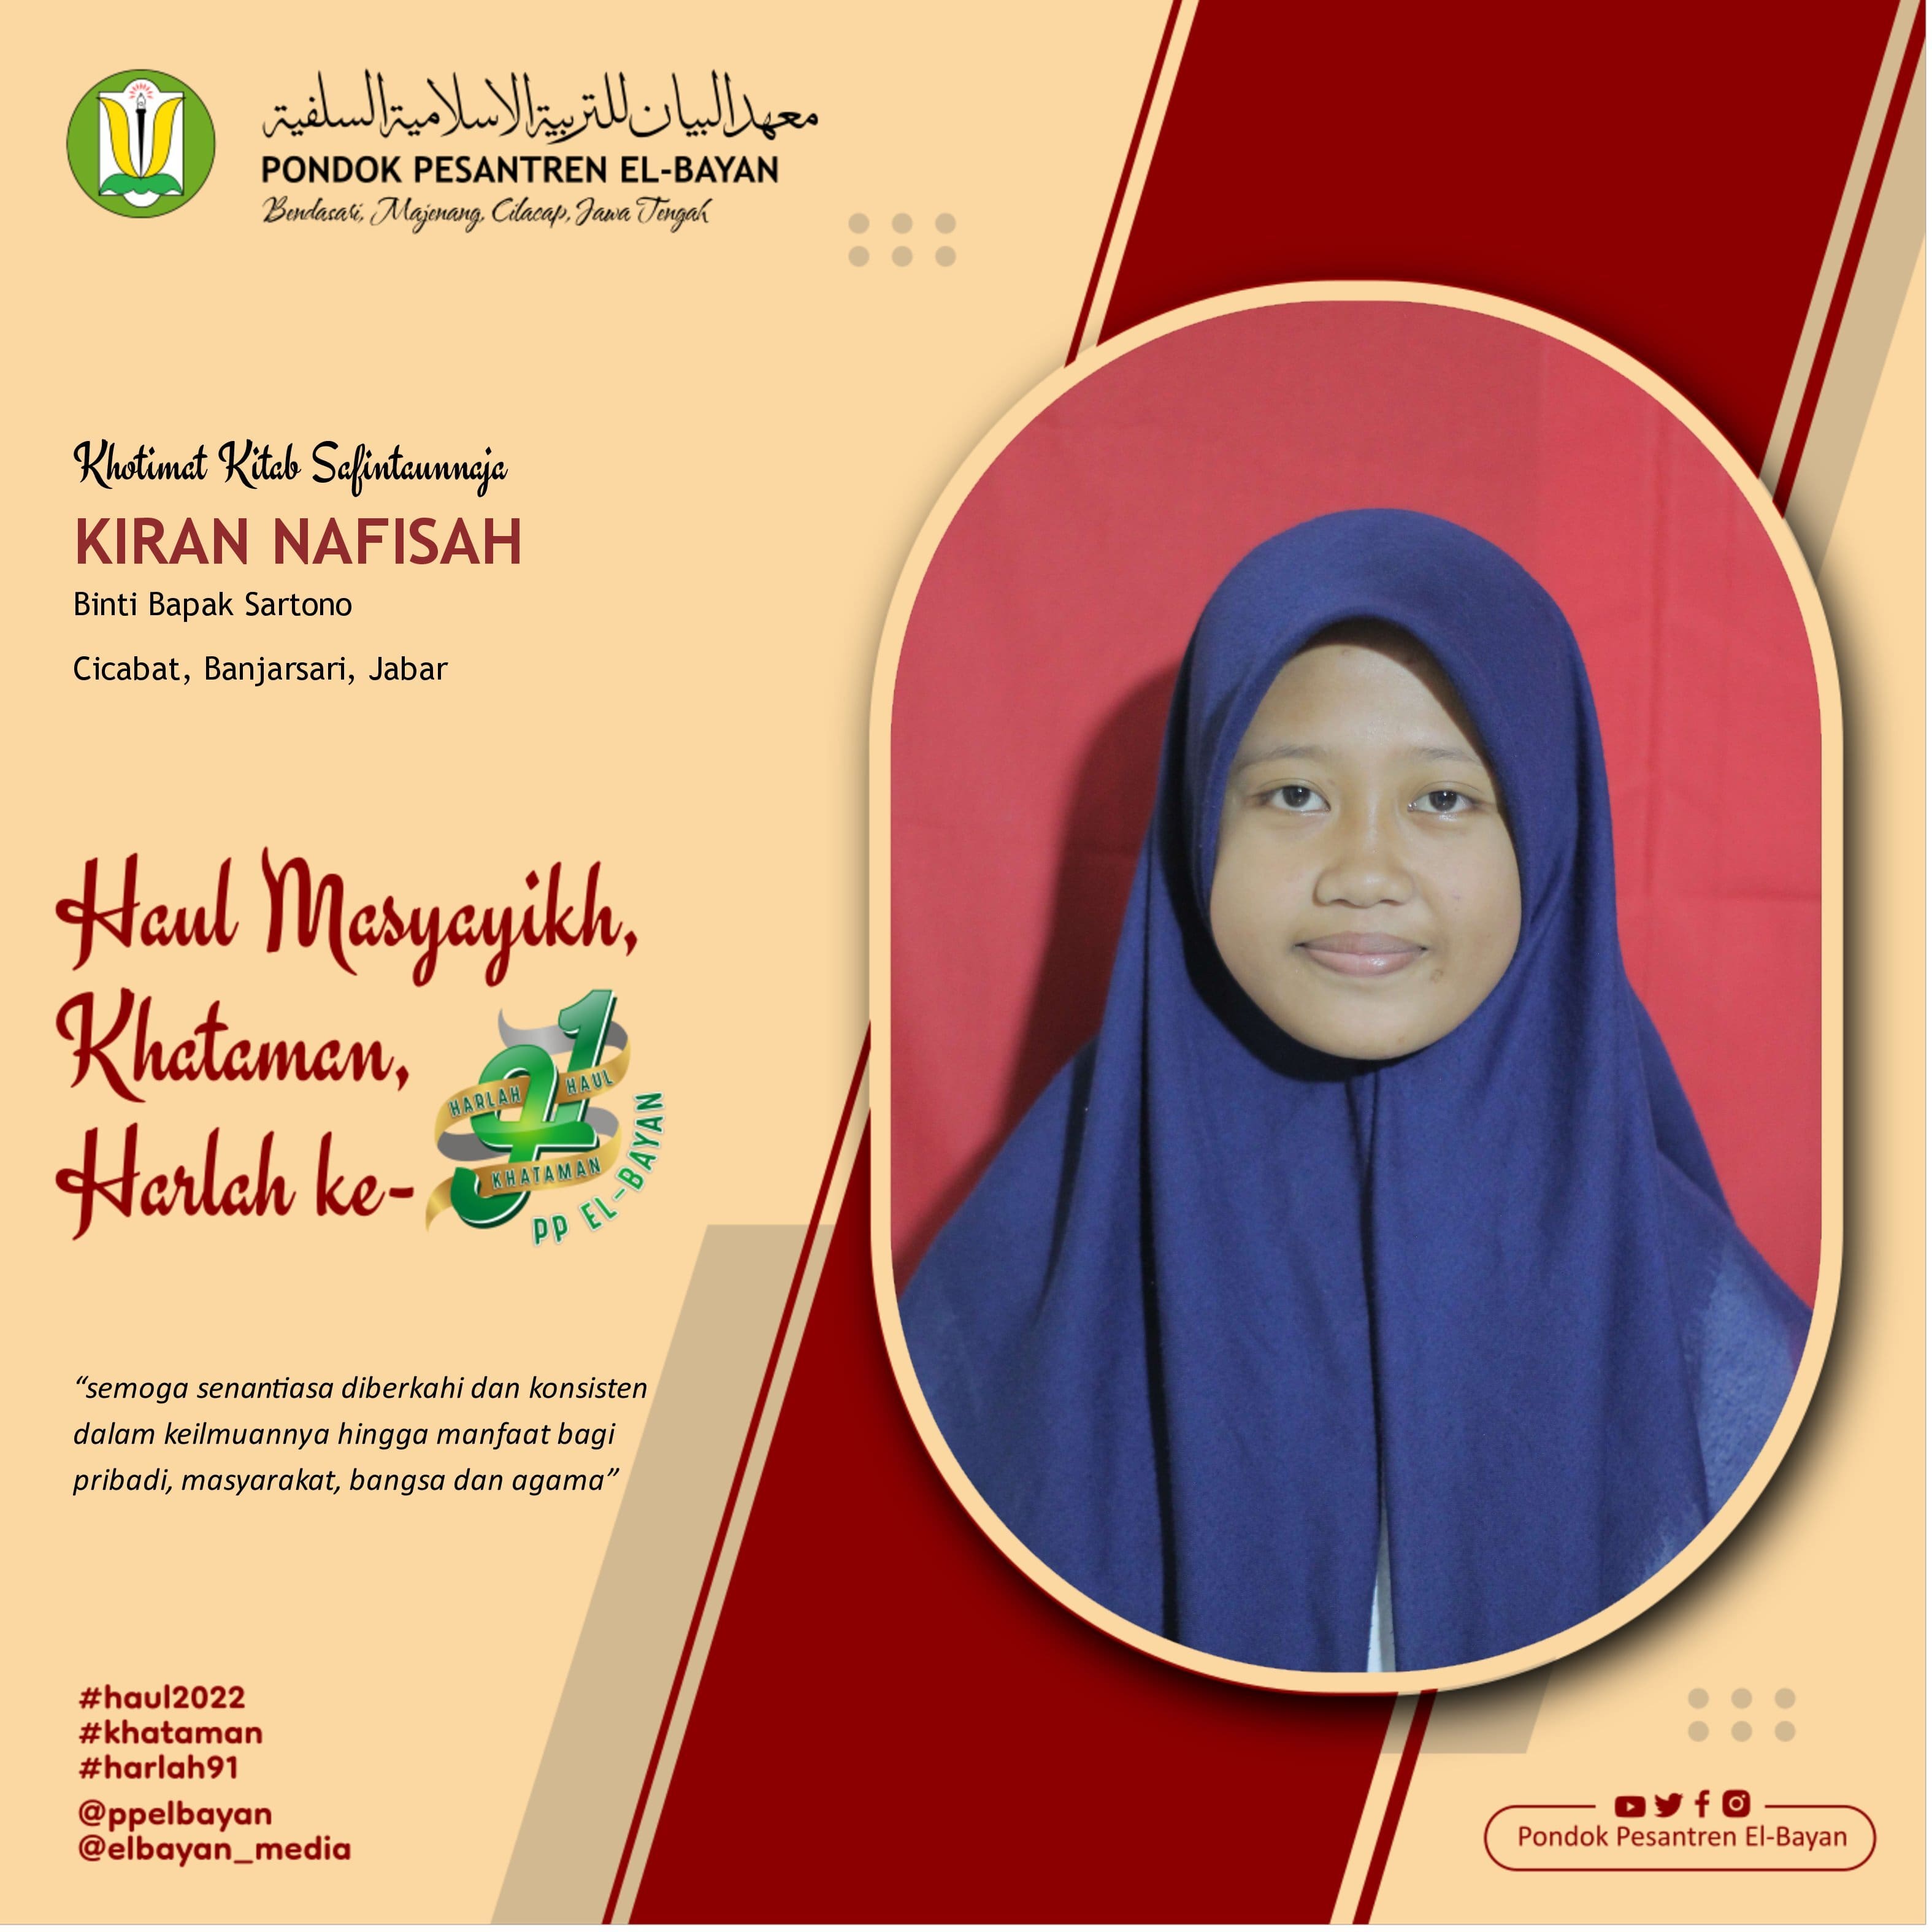 معهد البيان للتربية الاسلامية السلفية
PONDOK PESANTREN EL-BAYAN
Bendasari, Majenang, Cilacap, Jawa Tengah
Khotimat Kitab Safintaunnaja
KIRAN NAFISAH
Binti Bapak Sartono
Cicabat, Banjarsari, Jabar
Haul Masyayikh,
Khataman,
Harlah ke-
91
HARLAH HAUL
KHATAMAN
PP EL-BAYAN
“semoga senantiasa diberkahi dan konsisten
dalam keilmuannya hingga manfaat bagi
pribadi, masyarakat, bangsa dan agama”
#haul2022
#khataman
#harlah91
@ppelbayan
@elbayan_media
Pondok Pesantren El-Bayan